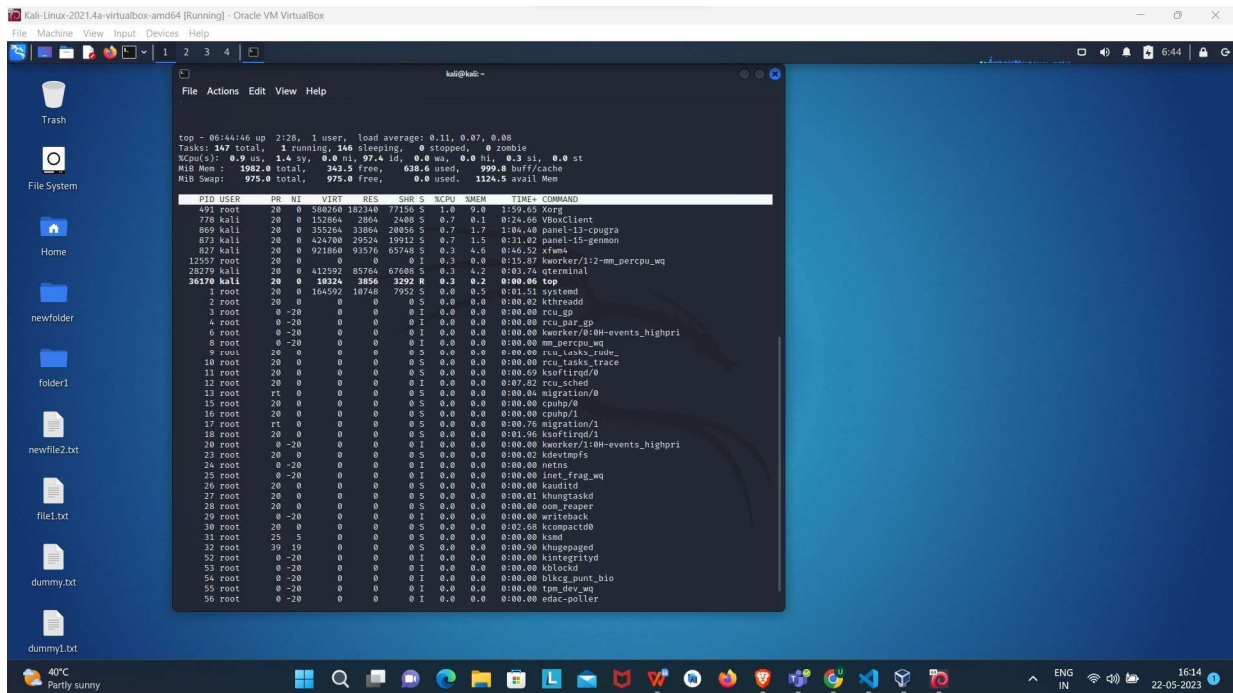 Kali-Linux-2021.4a-virtualbox-amd64 [Running] - Oracle VM VirtualBox
File Machine View Input Devices Help
1 2 3 4
6:44
kali@kali: ~
File Actions Edit View Help
Trash
File System
Home
newfolder
folder1
newfile2.txt
file1.txt
dummy.txt
dummy1.txt
top - 06:44:46 up 2:28, 1 user, load average: 0.11, 0.07, 0.08
Tasks: 147 total, 1 running, 146 sleeping, 0 stopped, 0 zombie
%Cpu(s): 0.9 us, 1.4 sy, 0.0 ni, 97.4 id, 0.0 wa, 0.0 hi, 0.3 si, 0.0 st
MiB Mem : 1982.0 total, 343.5 free, 638.6 used, 999.8 buff/cache
MiB Swap: 975.0 total, 975.0 free, 0.0 used. 1124.5 avail Mem
PID USER PR NI VIRT RES SHR S %CPU %MEM TIME+ COMMAND
491 root 20 0 580260 182340 77156 S 1.0 9.0 1:59.65 Xorg
778 kali 20 0 152864 2864 2408 S 0.7 0.1 0:24.66 VBoxClient
869 kali 20 0 355264 33864 20056 S 0.7 1.7 1:04.40 panel-13-cpugra
873 kali 20 0 424700 29524 19912 S 0.7 1.5 0:31.02 panel-15-genmon
827 kali 20 0 921860 93576 65748 S 0.3 4.6 0:46.52 xfwm4
12557 root 20 0 0 0 0 I 0.3 0.0 0:15.87 kworker/1:2-mm_percpu_wq
28279 kali 20 0 412592 85764 67608 S 0.3 4.2 0:03.74 qterminal
36170 kali 20 0 10324 3856 3292 R 0.3 0.2 0:00.06 top
1 root 20 0 164592 10748 7952 S 0.0 0.5 0:01.51 systemd
2 root 20 0 0 0 0 S 0.0 0.0 0:00.02 kthreadd
3 root 0 -20 0 0 0 I 0.0 0.0 0:00.00 rcu_gp
4 root 0 -20 0 0 0 I 0.0 0.0 0:00.00 rcu_par_gp
6 root 0 -20 0 0 0 I 0.0 0.0 0:00.00 kworker/0:0H-events_highpri
8 root 0 -20 0 0 0 I 0.0 0.0 0:00.00 mm_percpu_wq
9 root 20 0 0 0 0 S 0.0 0.0 0:00.00 rcu_tasks_rude_
10 root 20 0 0 0 0 S 0.0 0.0 0:00.00 rcu_tasks_trace
11 root 20 0 0 0 0 S 0.0 0.0 0:00.69 ksoftirqd/0
12 root 20 0 0 0 0 I 0.0 0.0 0:07.82 rcu_sched
13 root rt 0 0 0 0 S 0.0 0.0 0:00.04 migration/0
15 root 20 0 0 0 0 S 0.0 0.0 0:00.00 cpuhp/0
16 root 20 0 0 0 0 S 0.0 0.0 0:00.00 cpuhp/1
17 root rt 0 0 0 0 S 0.0 0.0 0:00.76 migration/1
18 root 20 0 0 0 0 S 0.0 0.0 0:01.96 ksoftirqd/1
20 root 0 -20 0 0 0 I 0.0 0.0 0:00.00 kworker/1:0H-events_highpri
23 root 20 0 0 0 0 S 0.0 0.0 0:00.02 kdevtmpfs
24 root 0 -20 0 0 0 I 0.0 0.0 0:00.00 netns
25 root 0 -20 0 0 0 I 0.0 0.0 0:00.00 inet_frag_wq
26 root 20 0 0 0 0 S 0.0 0.0 0:00.00 kauditd
27 root 20 0 0 0 0 S 0.0 0.0 0:00.01 khungtaskd
28 root 20 0 0 0 0 S 0.0 0.0 0:00.00 oom_reaper
29 root 0 -20 0 0 0 I 0.0 0.0 0:00.00 writeback
30 root 20 0 0 0 0 S 0.0 0.0 0:02.68 kcompactd0
31 root 25 5 0 0 0 S 0.0 0.0 0:00.00 ksmd
32 root 39 19 0 0 0 S 0.0 0.0 0:00.90 khugepaged
52 root 0 -20 0 0 0 I 0.0 0.0 0:00.00 kintegrityd
53 root 0 -20 0 0 0 I 0.0 0.0 0:00.00 kblockd
54 root 0 -20 0 0 0 I 0.0 0.0 0:00.00 blkcg_punt_bio
55 root 0 -20 0 0 0 I 0.0 0.0 0:00.00 tpm_dev_wq
56 root 0 -20 0 0 0 I 0.0 0.0 0:00.00 edac-poller
40°C
Partly sunny
ENG
IN
16:14
22-05-2023
1